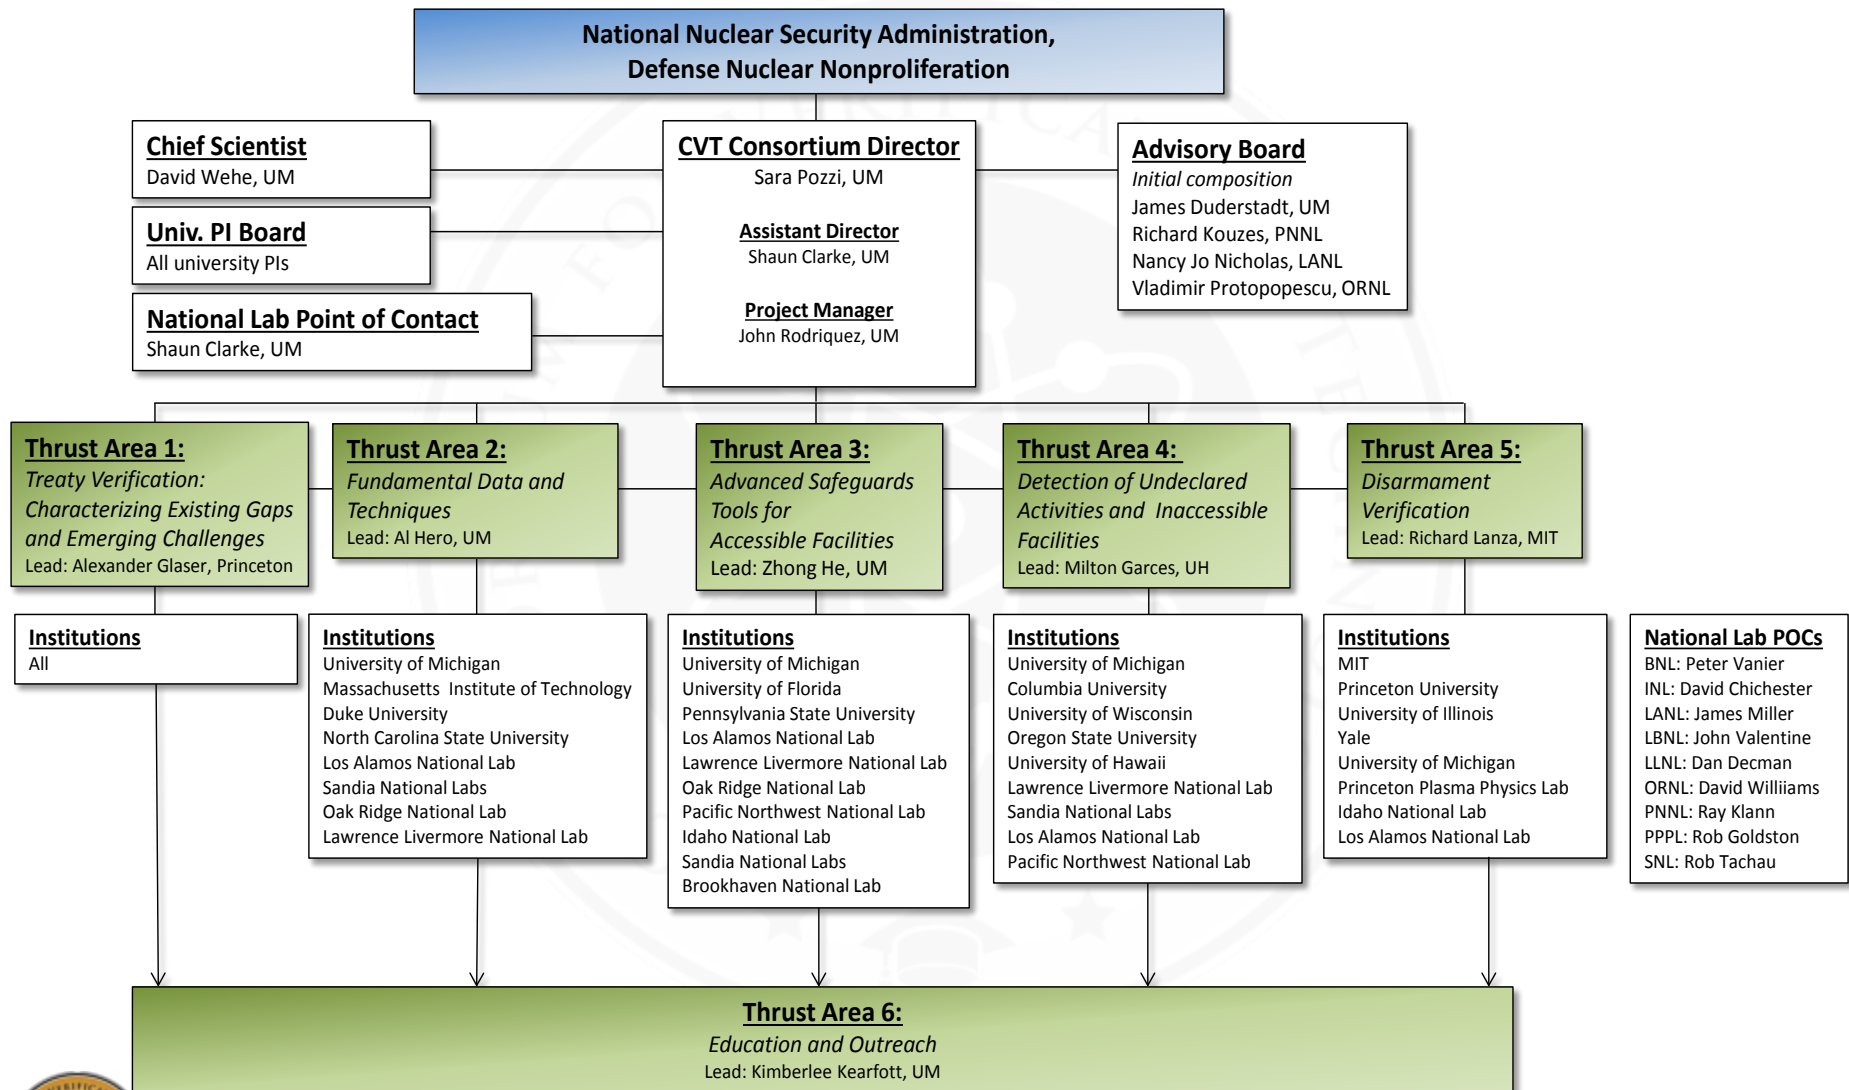 National Nuclear Security Administration,
Defense Nuclear Nonproliferation
Chief Scientist
David Wehe, UM
Univ. PI Board
All university PIs
National Lab Point of Contact
Shaun Clarke, UM
CVT Consortium Director
Sara Pozzi, UM
Assistant Director
Shaun Clarke, UM
Project Manager
John Rodriquez, UM
Advisory Board
Initial composition
James Duderstadt, UM
Richard Kouzes, PNNL
Nancy Jo Nicholas, LANL
Vladimir Protopopescu, ORNL
Thrust Area 1:
Treaty Verification:
Characterizing Existing Gaps
and Emerging Challenges
Lead: Alexander Glaser, Princeton
Thrust Area 2:
Fundamental Data and
Techniques
Lead: Al Hero, UM
Thrust Area 3:
Advanced Safeguards
Tools for
Accessible Facilities
Lead: Zhong He, UM
Thrust Area 4:
Detection of Undeclared
Activities and Inaccessible
Facilities
Lead: Milton Garces, UH
Thrust Area 5:
Disarmament
Verification
Lead: Richard Lanza, MIT
Institutions
All
Institutions
University of Michigan
Massachusetts Institute of Technology
Duke University
North Carolina State University
Los Alamos National Lab
Sandia National Labs
Oak Ridge National Lab
Lawrence Livermore National Lab
Institutions
University of Michigan
University of Florida
Pennsylvania State University
Los Alamos National Lab
Lawrence Livermore National Lab
Oak Ridge National Lab
Pacific Northwest National Lab
Idaho National Lab
Sandia National Labs
Brookhaven National Lab
Institutions
University of Michigan
Columbia University
University of Wisconsin
Oregon State University
University of Hawaii
Lawrence Livermore National Lab
Sandia National Labs
Los Alamos National Lab
Pacific Northwest National Lab
Institutions
MIT
Princeton University
University of Illinois
Yale
University of Michigan
Princeton Plasma Physics Lab
Idaho National Lab
Los Alamos National Lab
National Lab POCs
BNL: Peter Vanier
INL: David Chichester
LANL: James Miller
LBNL: John Valentine
LLNL: Dan Decman
ORNL: David Williiams
PNNL: Ray Klann
PPPL: Rob Goldston
SNL: Rob Tachau
Thrust Area 6:
Education and Outreach
Lead: Kimberlee Kearfott, UM